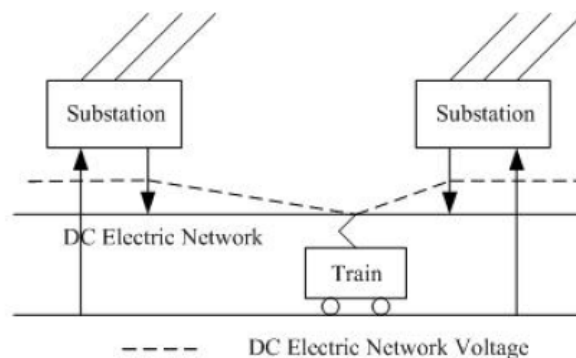 Substation
Substation
DC Electric Network
Train
DC Electric Network Voltage